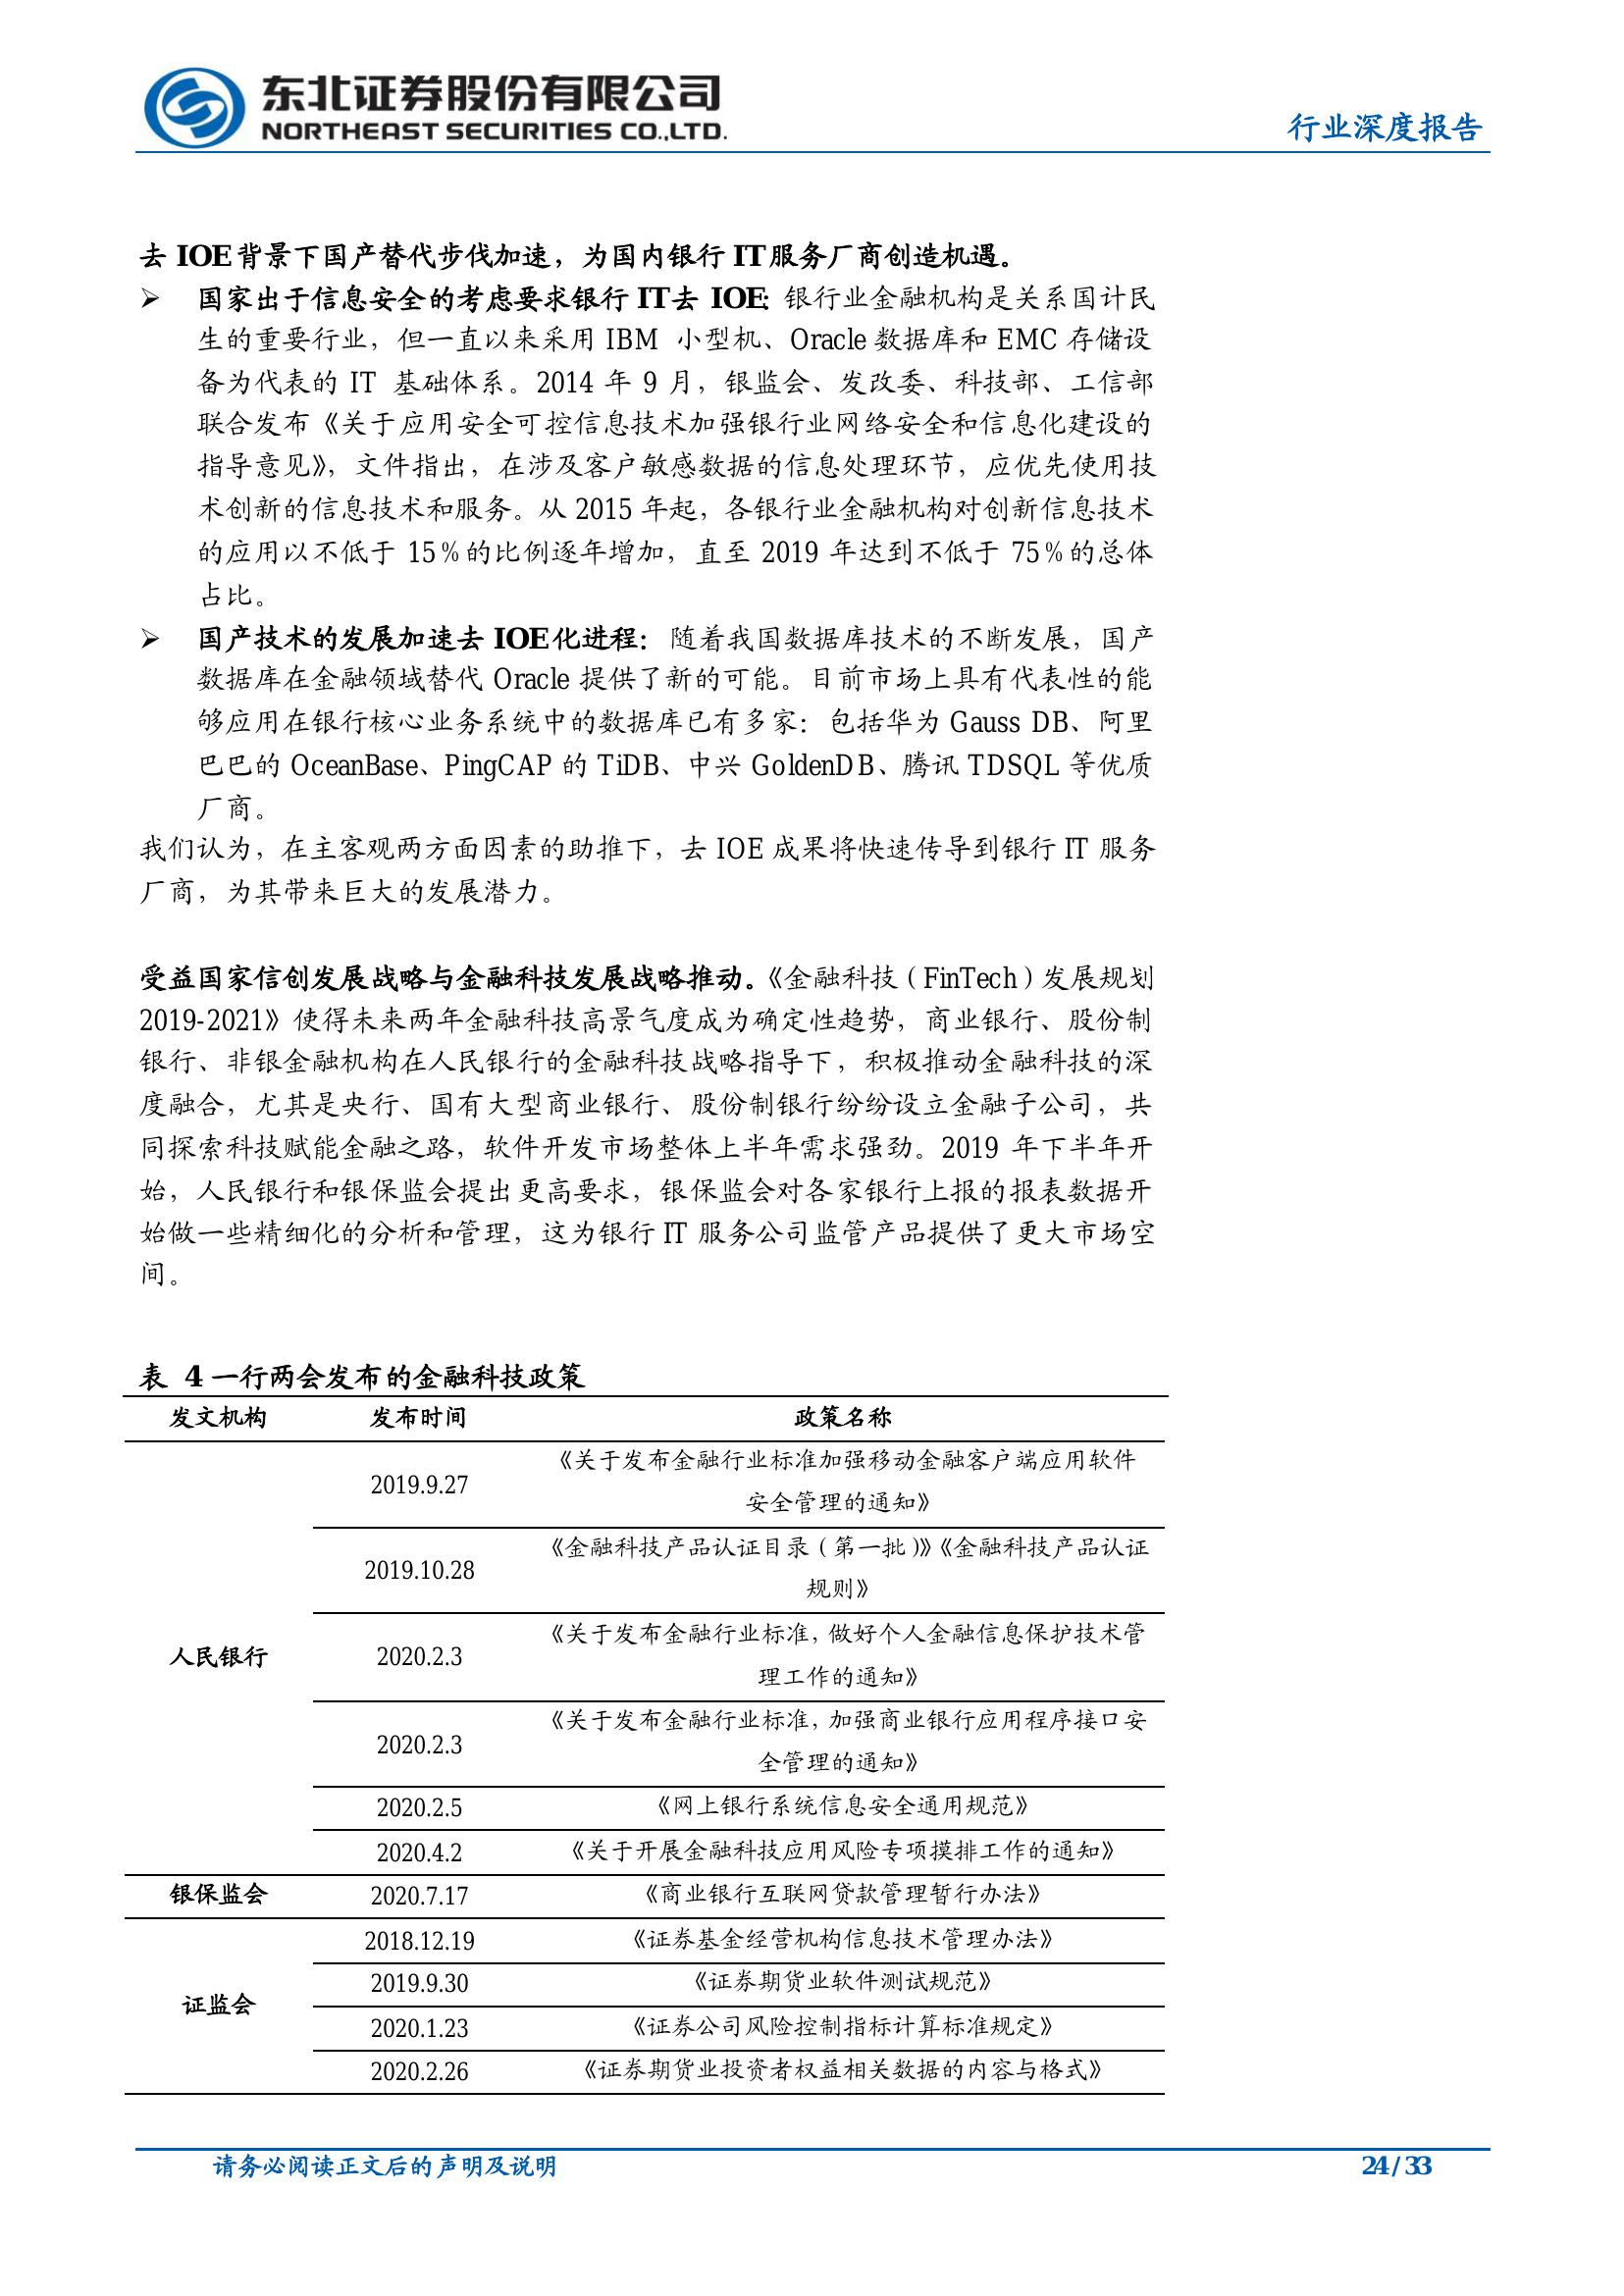 东北证券股份有限公司
NORTHEAST SECURITIES CO.,LTD.
行业深度报告
去 IOE 背景下国产替代步伐加速，为国内银行 IT 服务厂商创造机遇。
➢ 国家出于信息安全的考虑要求银行 IT 去 IOE：银行业金融机构是关系国计民
生的重要行业，但一直以来采用 IBM 小型机、Oracle 数据库和 EMC 存储设
备为代表的 IT 基础体系。2014 年 9 月，银监会、发改委、科技部、工信部
联合发布《关于应用安全可控信息技术加强银行业网络安全和信息化建设的
指导意见》，文件指出，在涉及客户敏感数据的信息处理环节，应优先使用技
术创新的信息技术和服务。从 2015 年起，各银行业金融机构对创新信息技术
的应用以不低于 15%的比例逐年增加，直至 2019 年达到不低于 75%的总体
占比。
➢ 国产技术的发展加速去 IOE 化进程：随着我国数据库技术的不断发展，国产
数据库在金融领域替代 Oracle 提供了新的可能。目前市场上具有代表性的能
够应用在银行核心业务系统中的数据库已有多家：包括华为 Gauss DB、阿里
巴巴的 OceanBase、PingCAP 的 TiDB、中兴 GoldenDB、腾讯 TDSQL 等优质
厂商。
我们认为，在主客观两方面因素的助推下，去 IOE 成果将快速传导到银行 IT 服务
厂商，为其带来巨大的发展潜力。
受益国家信创发展战略与金融科技发展战略推动。《金融科技（FinTech）发展规划
2019-2021》使得未来两年金融科技高景气度成为确定性趋势，商业银行、股份制
银行、非银金融机构在人民银行的金融科技战略指导下，积极推动金融科技的深
度融合，尤其是央行、国有大型商业银行、股份制银行纷纷设立金融子公司，共
同探索科技赋能金融之路，软件开发市场整体上半年需求强劲。2019 年下半年开
始，人民银行和银保监会提出更高要求，银保监会对各家银行上报的报表数据开
始做一些精细化的分析和管理，这为银行 IT 服务公司监管产品提供了更大市场空
间。
表 4 一行两会发布的金融科技政策
发文机构 发布时间 政策名称
人民银行
2019.9.27 《关于发布金融行业标准加强移动金融客户端应用软件
安全管理的通知》
2019.10.28 《金融科技产品认证目录（第一批）》《金融科技产品认证
规则》
2020.2.3 《关于发布金融行业标准，做好个人金融信息保护技术管
理工作的通知》
2020.2.3 《关于发布金融行业标准，加强商业银行应用程序接口安
全管理的通知》
2020.2.5 《网上银行系统信息安全通用规范》
2020.4.2 《关于开展金融科技应用风险专项摸排工作的通知》
银保监会 2020.7.17 《商业银行互联网贷款管理暂行办法》
证监会
2018.12.19 《证券基金经营机构信息技术管理办法》
2019.9.30 《证券期货业软件测试规范》
2020.1.23 《证券公司风险控制指标计算标准规定》
2020.2.26 《证券期货业投资者权益相关数据的内容与格式》
请务必阅读正文后的声明及说明
24 / 33